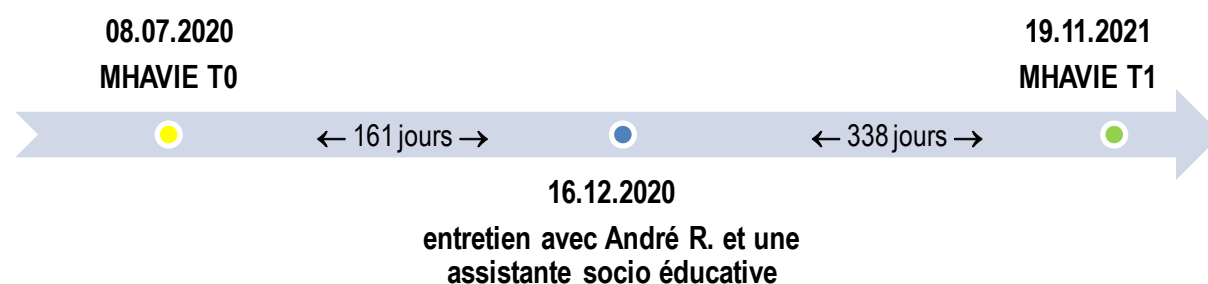 08.07.2020
MHAVIE T0
19.11.2021
MHAVIE T1
← 161 jours →
← 338 jours →
16.12.2020
entretien avec André R. et une
assistante socio éducative